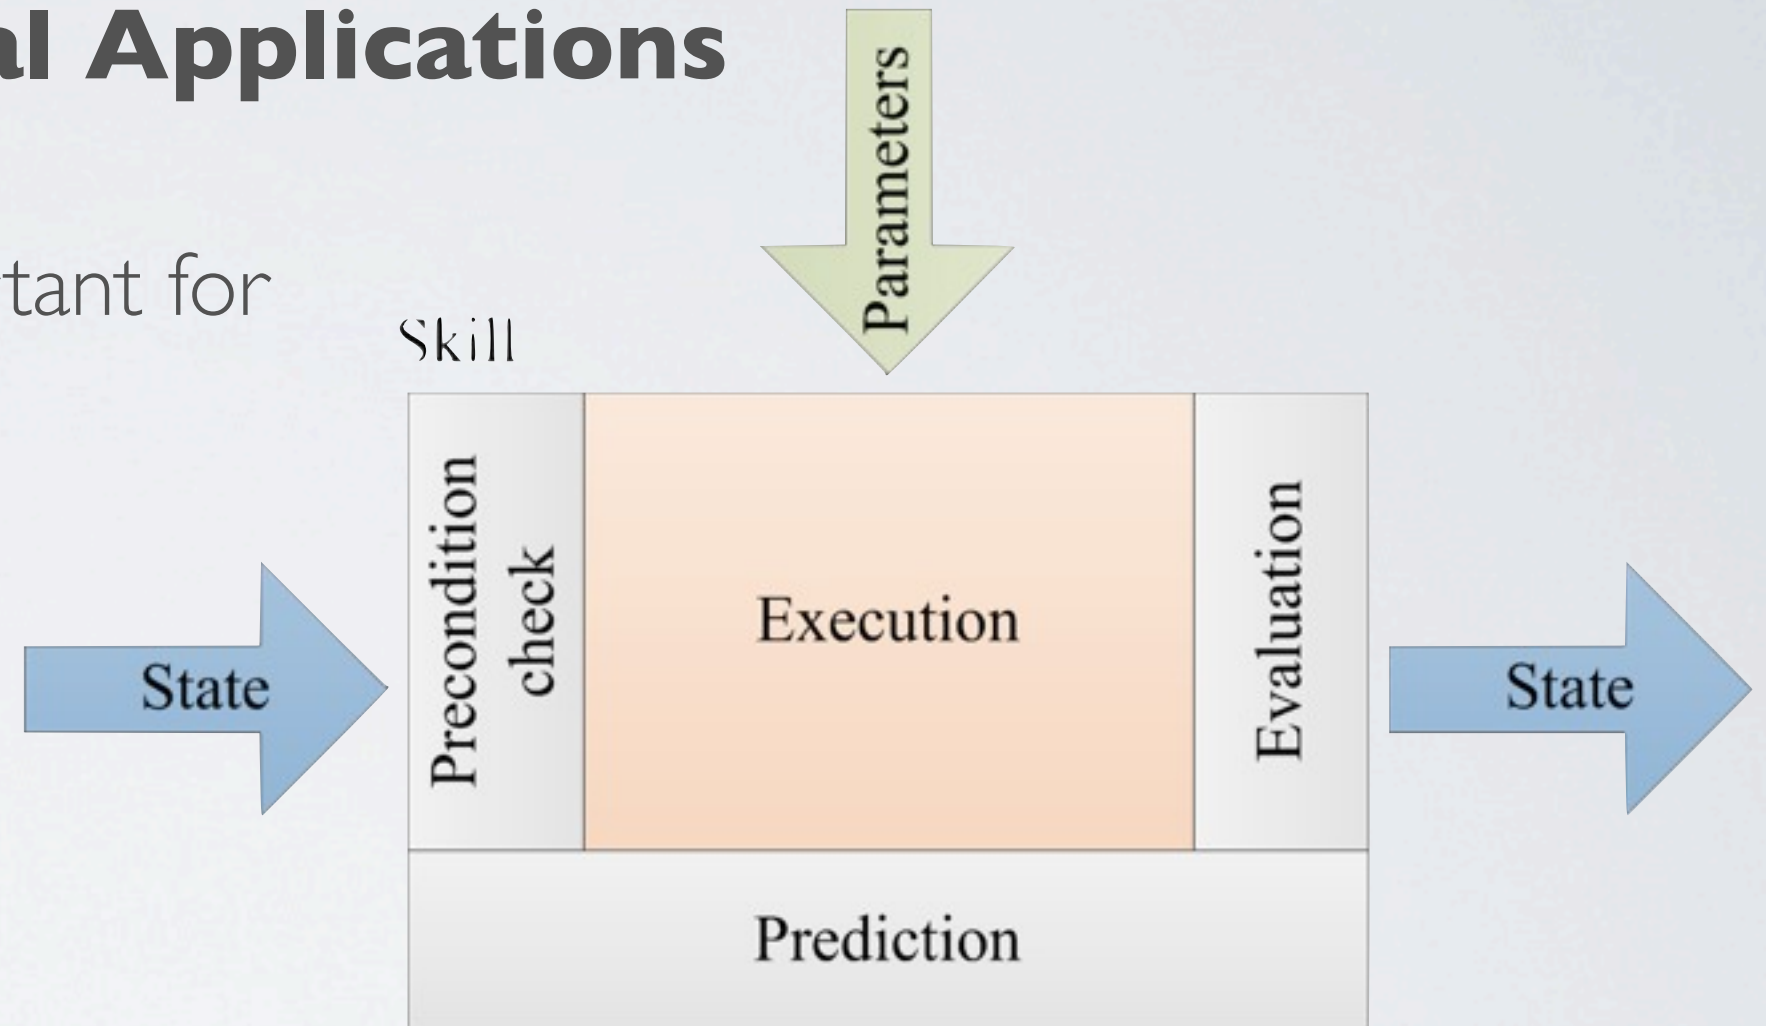 al Applications
Parameters
tant for
Skill
Precondition
check
Execution
Evaluation
State
State
Prediction